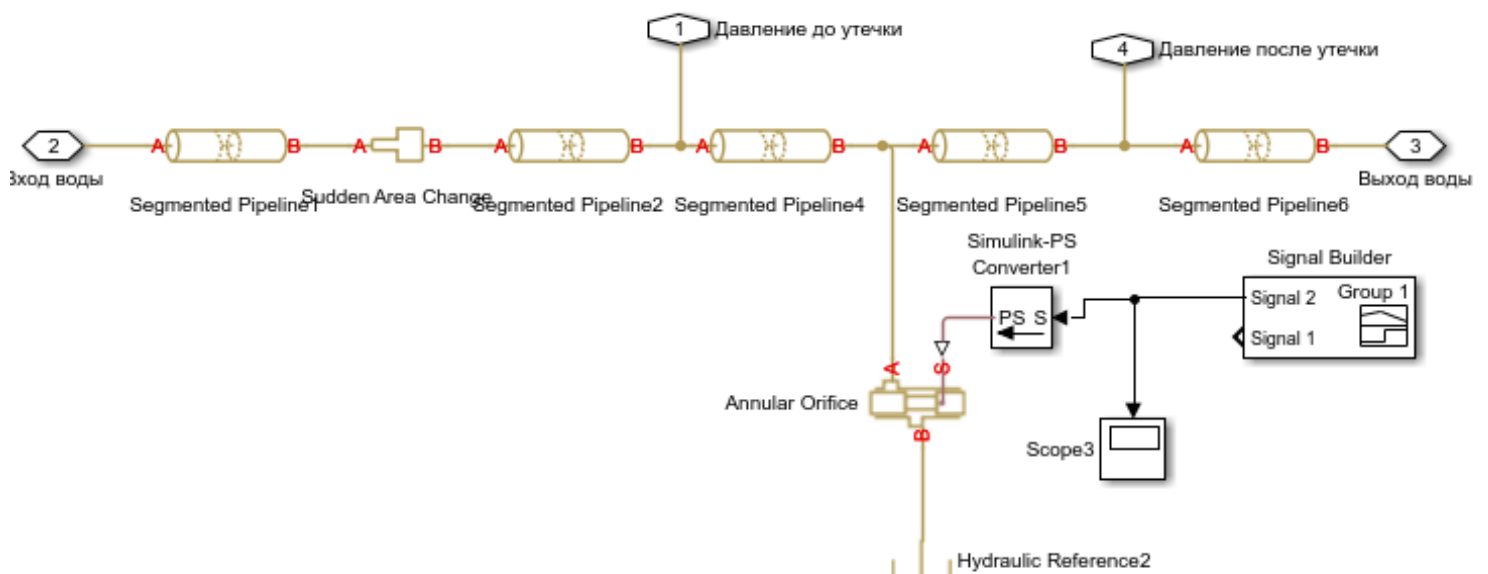 1
Давление до утечки
4
Давление после утечки
2
A
B
A
B
A
B
A
B
A
B
A
B
3
Вход воды
Выход воды
Segmented Pipeline1
Sudden Area Change
Segmented Pipeline2
Segmented Pipeline4
Segmented Pipeline5
Segmented Pipeline6
Simulink-PS
Converter1
PS S
Signal Builder
Signal 2
Group 1
Signal 1
A
S
Annular Orifice
B
Scope3
Hydraulic Reference2